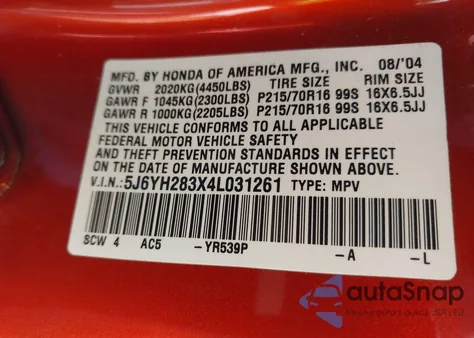 MFD. BY HONDA OF AMERICA MFG., INC. 08/'04
GVWR 2020KG (4450LBS) TIRE SIZE RIM SIZE
GAWR F 1045KG (2300LBS) P215/70R16 99S 16X6.5JJ
GAWR R 1000KG (2205LBS) P215/70R16 99S 16X6.5JJ
THIS VEHICLE CONFORMS TO ALL APPLICABLE
FEDERAL MOTOR VEHICLE SAFETY
AND THEFT PREVENTION STANDARDS IN EFFECT
ON THE DATE OF MANUFACTURE SHOWN ABOVE.
V.I.N.: 5J6YH283X4L031261 TYPE: MPV
SCW 4 AC5 -YR539P -A -L
autoSnap